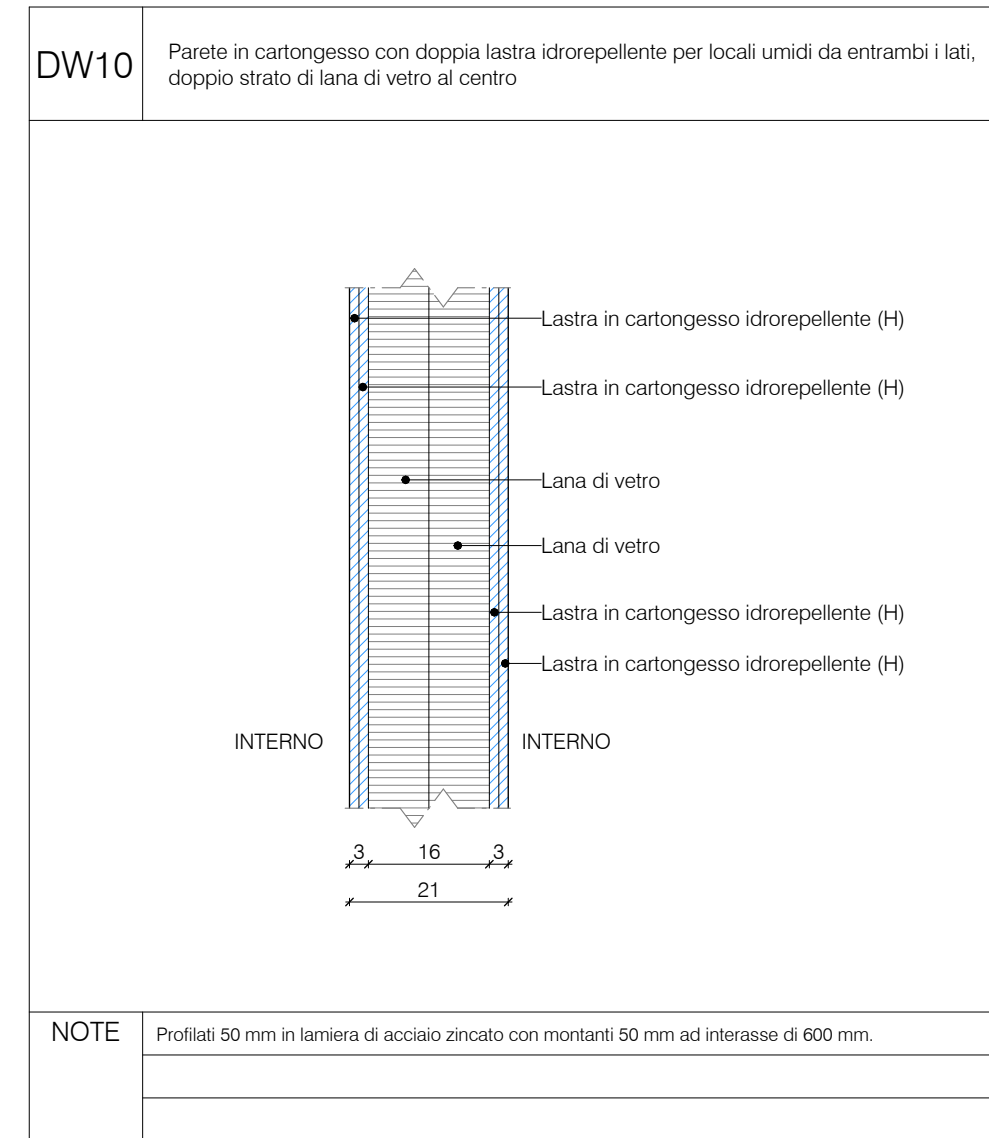 DW10
Parete in cartongesso con doppia lastra idrorepellente per locali umidi da entrambi i lati,
doppio strato di lana di vetro al centro
Lastra in cartongesso idrorepellente (H)
Lastra in cartongesso idrorepellente (H)
Lana di vetro
Lana di vetro
Lastra in cartongesso idrorepellente (H)
Lastra in cartongesso idrorepellente (H)
INTERNO
INTERNO
3 16 3
21
NOTE
Profilati 50 mm in lamiera di acciaio zincato con montanti 50 mm ad interasse di 600 mm.